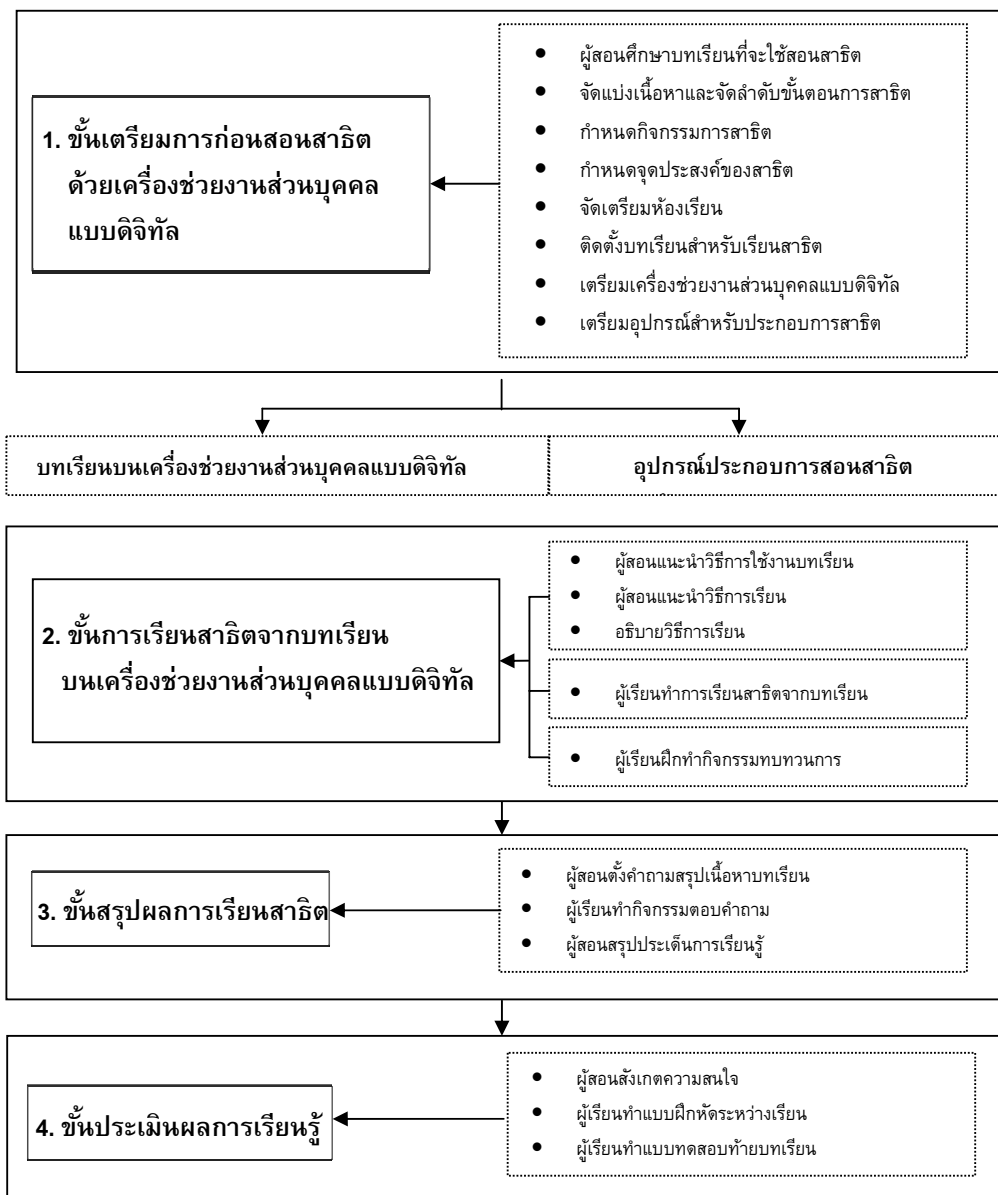 1. ขั้นเตรียมการก่อนสอนสาธิต
ด้วยเครื่องช่วยงานส่วนบุคคล
แบบดิจิทัล
● ผู้สอนศึกษาบทเรียนที่จะใช้สอนสาธิต
● จัดแบ่งเนื้อหาและจัดลำดับขั้นตอนการสาธิต
● กำหนดกิจกรรมการสาธิต
● กำหนดจุดประสงค์ของสาธิต
● จัดเตรียมห้องเรียน
● ติดตั้งบทเรียนสำหรับเรียนสาธิต
● เตรียมเครื่องช่วยงานส่วนบุคคลแบบดิจิทัล
● เตรียมอุปกรณ์สำหรับประกอบการสาธิต
บทเรียนบนเครื่องช่วยงานส่วนบุคคลแบบดิจิทัล
อุปกรณ์ประกอบการสอนสาธิต
2. ขั้นการเรียนสาธิตจากบทเรียน
บนเครื่องช่วยงานส่วนบุคคลแบบดิจิทัล
● ผู้สอนแนะนำวิธีการใช้งานบทเรียน
● ผู้สอนแนะนำวิธีการเรียน
● อธิบายวิธีการเรียน
● ผู้เรียนทำการเรียนสาธิตจากบทเรียน
● ผู้เรียนฝึกทำกิจกรรมทบทวนการ
3. ขั้นสรุปผลการเรียนสาธิต
● ผู้สอนตั้งคำถามสรุปเนื้อหาบทเรียน
● ผู้เรียนทำกิจกรรมตอบคำถาม
● ผู้สอนสรุปประเด็นการเรียนรู้
4. ขั้นประเมินผลการเรียนรู้
● ผู้สอนสังเกตความสนใจ
● ผู้เรียนทำแบบฝึกหัดระหว่างเรียน
● ผู้เรียนทำแบบทดสอบท้ายบทเรียน